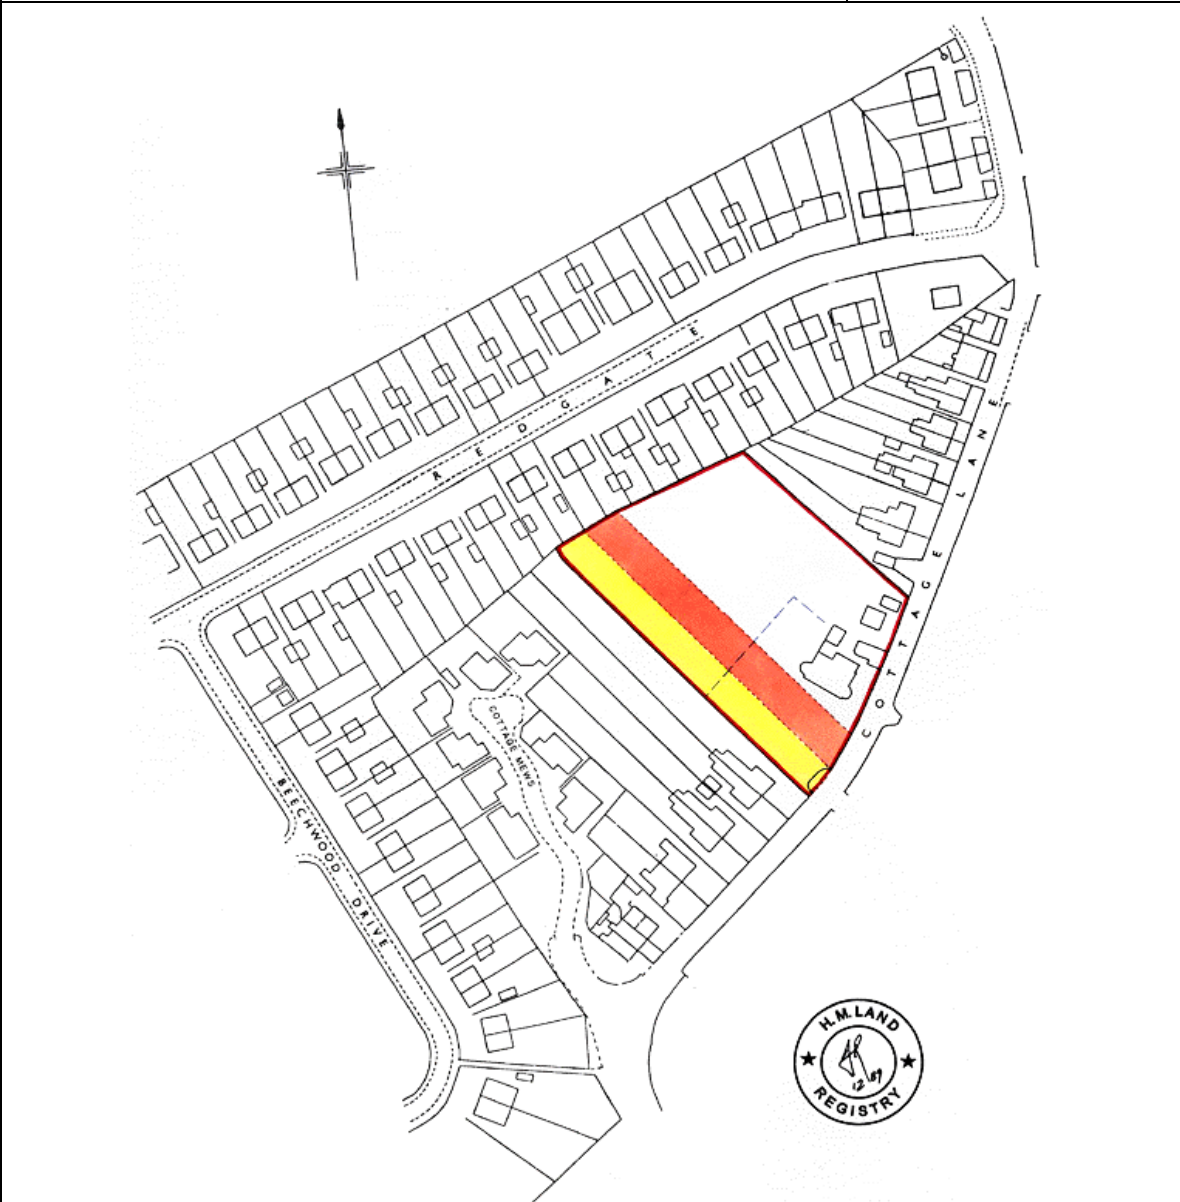 REDGATE
COTTAGE LANE
COTTAGE MEWS
BEECHWOOD DRIVE
H.M. LAND
12 89
REGISTRY